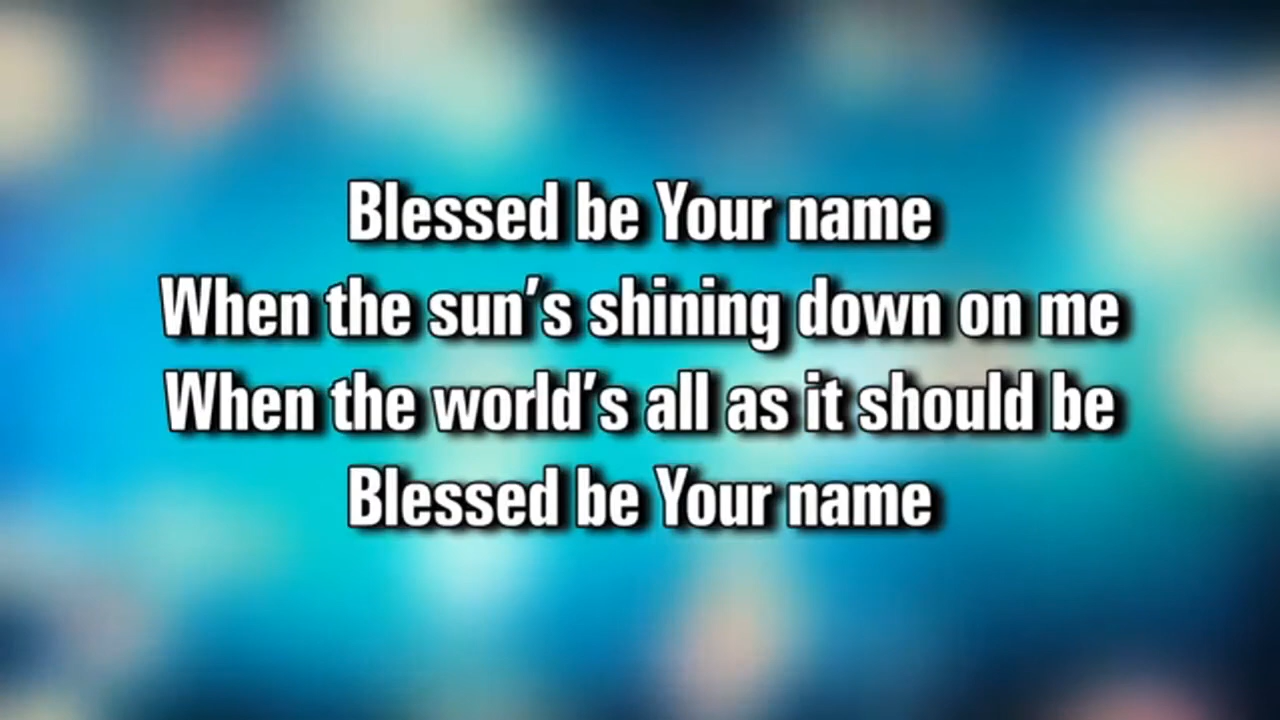 Blessed be Your name
When the sun's shining down on me
When the world's all as it should be
Blessed be Your name